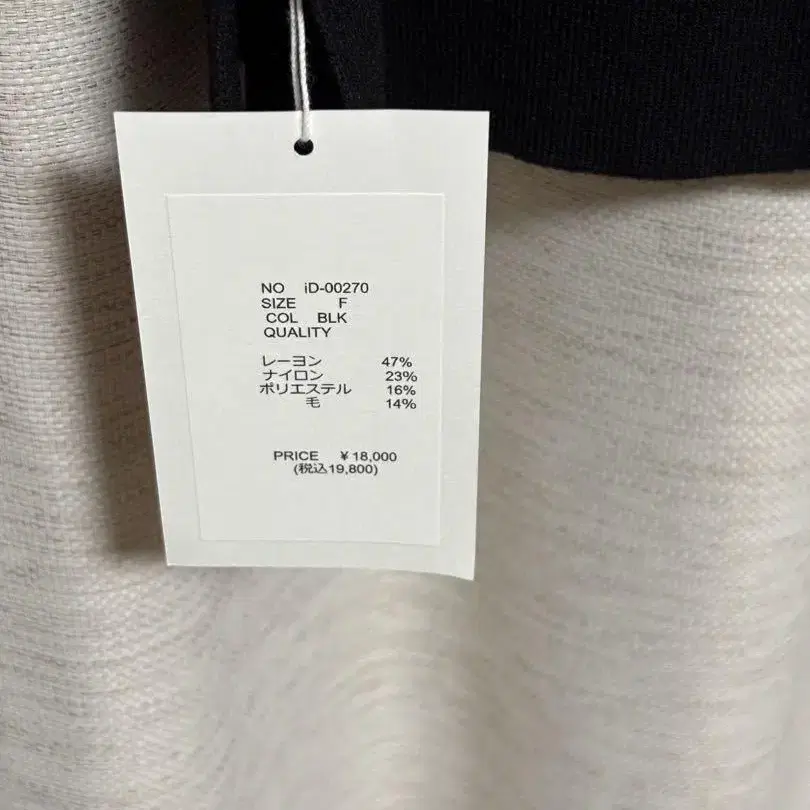 NO iD-00270
SIZE F
COL BLK
QUALITY
レーヨン 47%
ナイロン 23%
ポリエステル 16%
毛 14%
PRICE ¥18,000
(税込19,800)